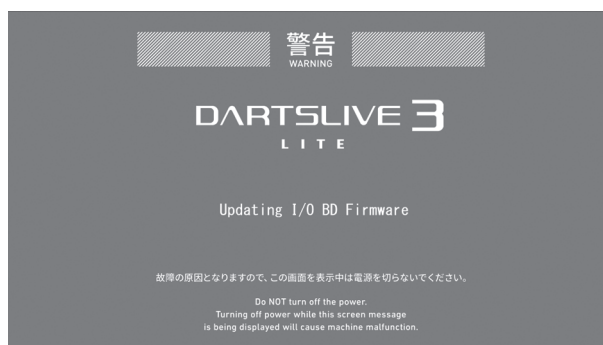 警告
WARNING
DARTSLIVE 3
LITE
Updating I/O BD Firmware
故障の原因となりますので、この画面を表示中は電源を切らないでください。
Do NOT turn off the power.
Turning off power while this screen message
is being displayed will cause machine malfunction.